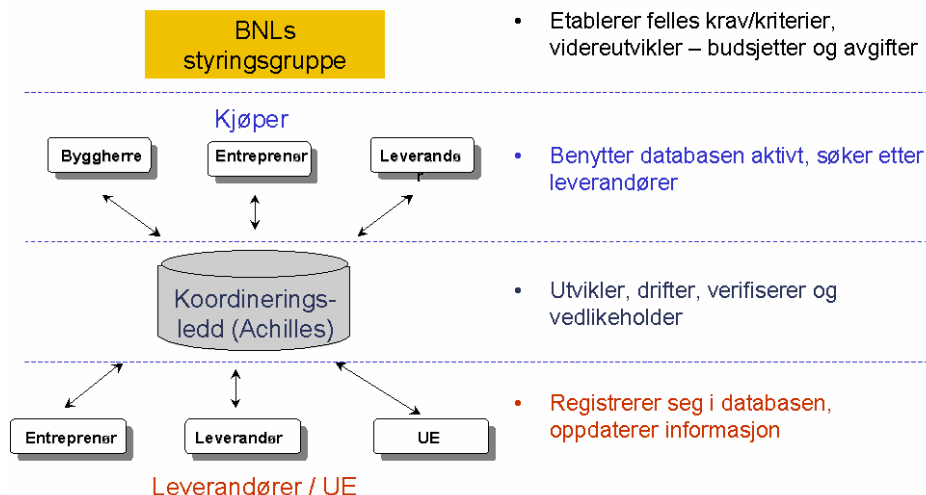 BNLs
styringsgruppe
• Etablerer felles krav/kriterier,
videreutvikler – budsjetter og avgifter
Kjøper
Byggherre
Entreprenør
Leverandø
r
• Benytter databasen aktivt, søker etter
leverandører
Koordinerings-
ledd (Achilles)
• Utvikler, drifter, verifiserer og
vedlikeholder
Entreprenør
Leverandør
UE
• Registrerer seg i databasen,
oppdaterer informasjon
Leverandører / UE